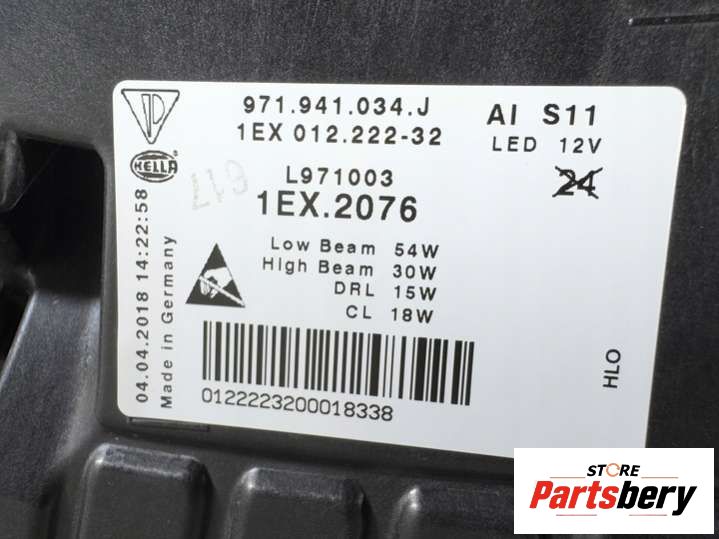 971.941.034.J
1EX 012.222-32
AI S11
LED 12V
24
HELLA
L971003
1EX.2076
617
Low Beam 54W
High Beam 30W
DRL 15W
CL 18W
0122223200018338
04.04.2018 14:22:58
Made in Germany
HLO
STORE
Partsbery